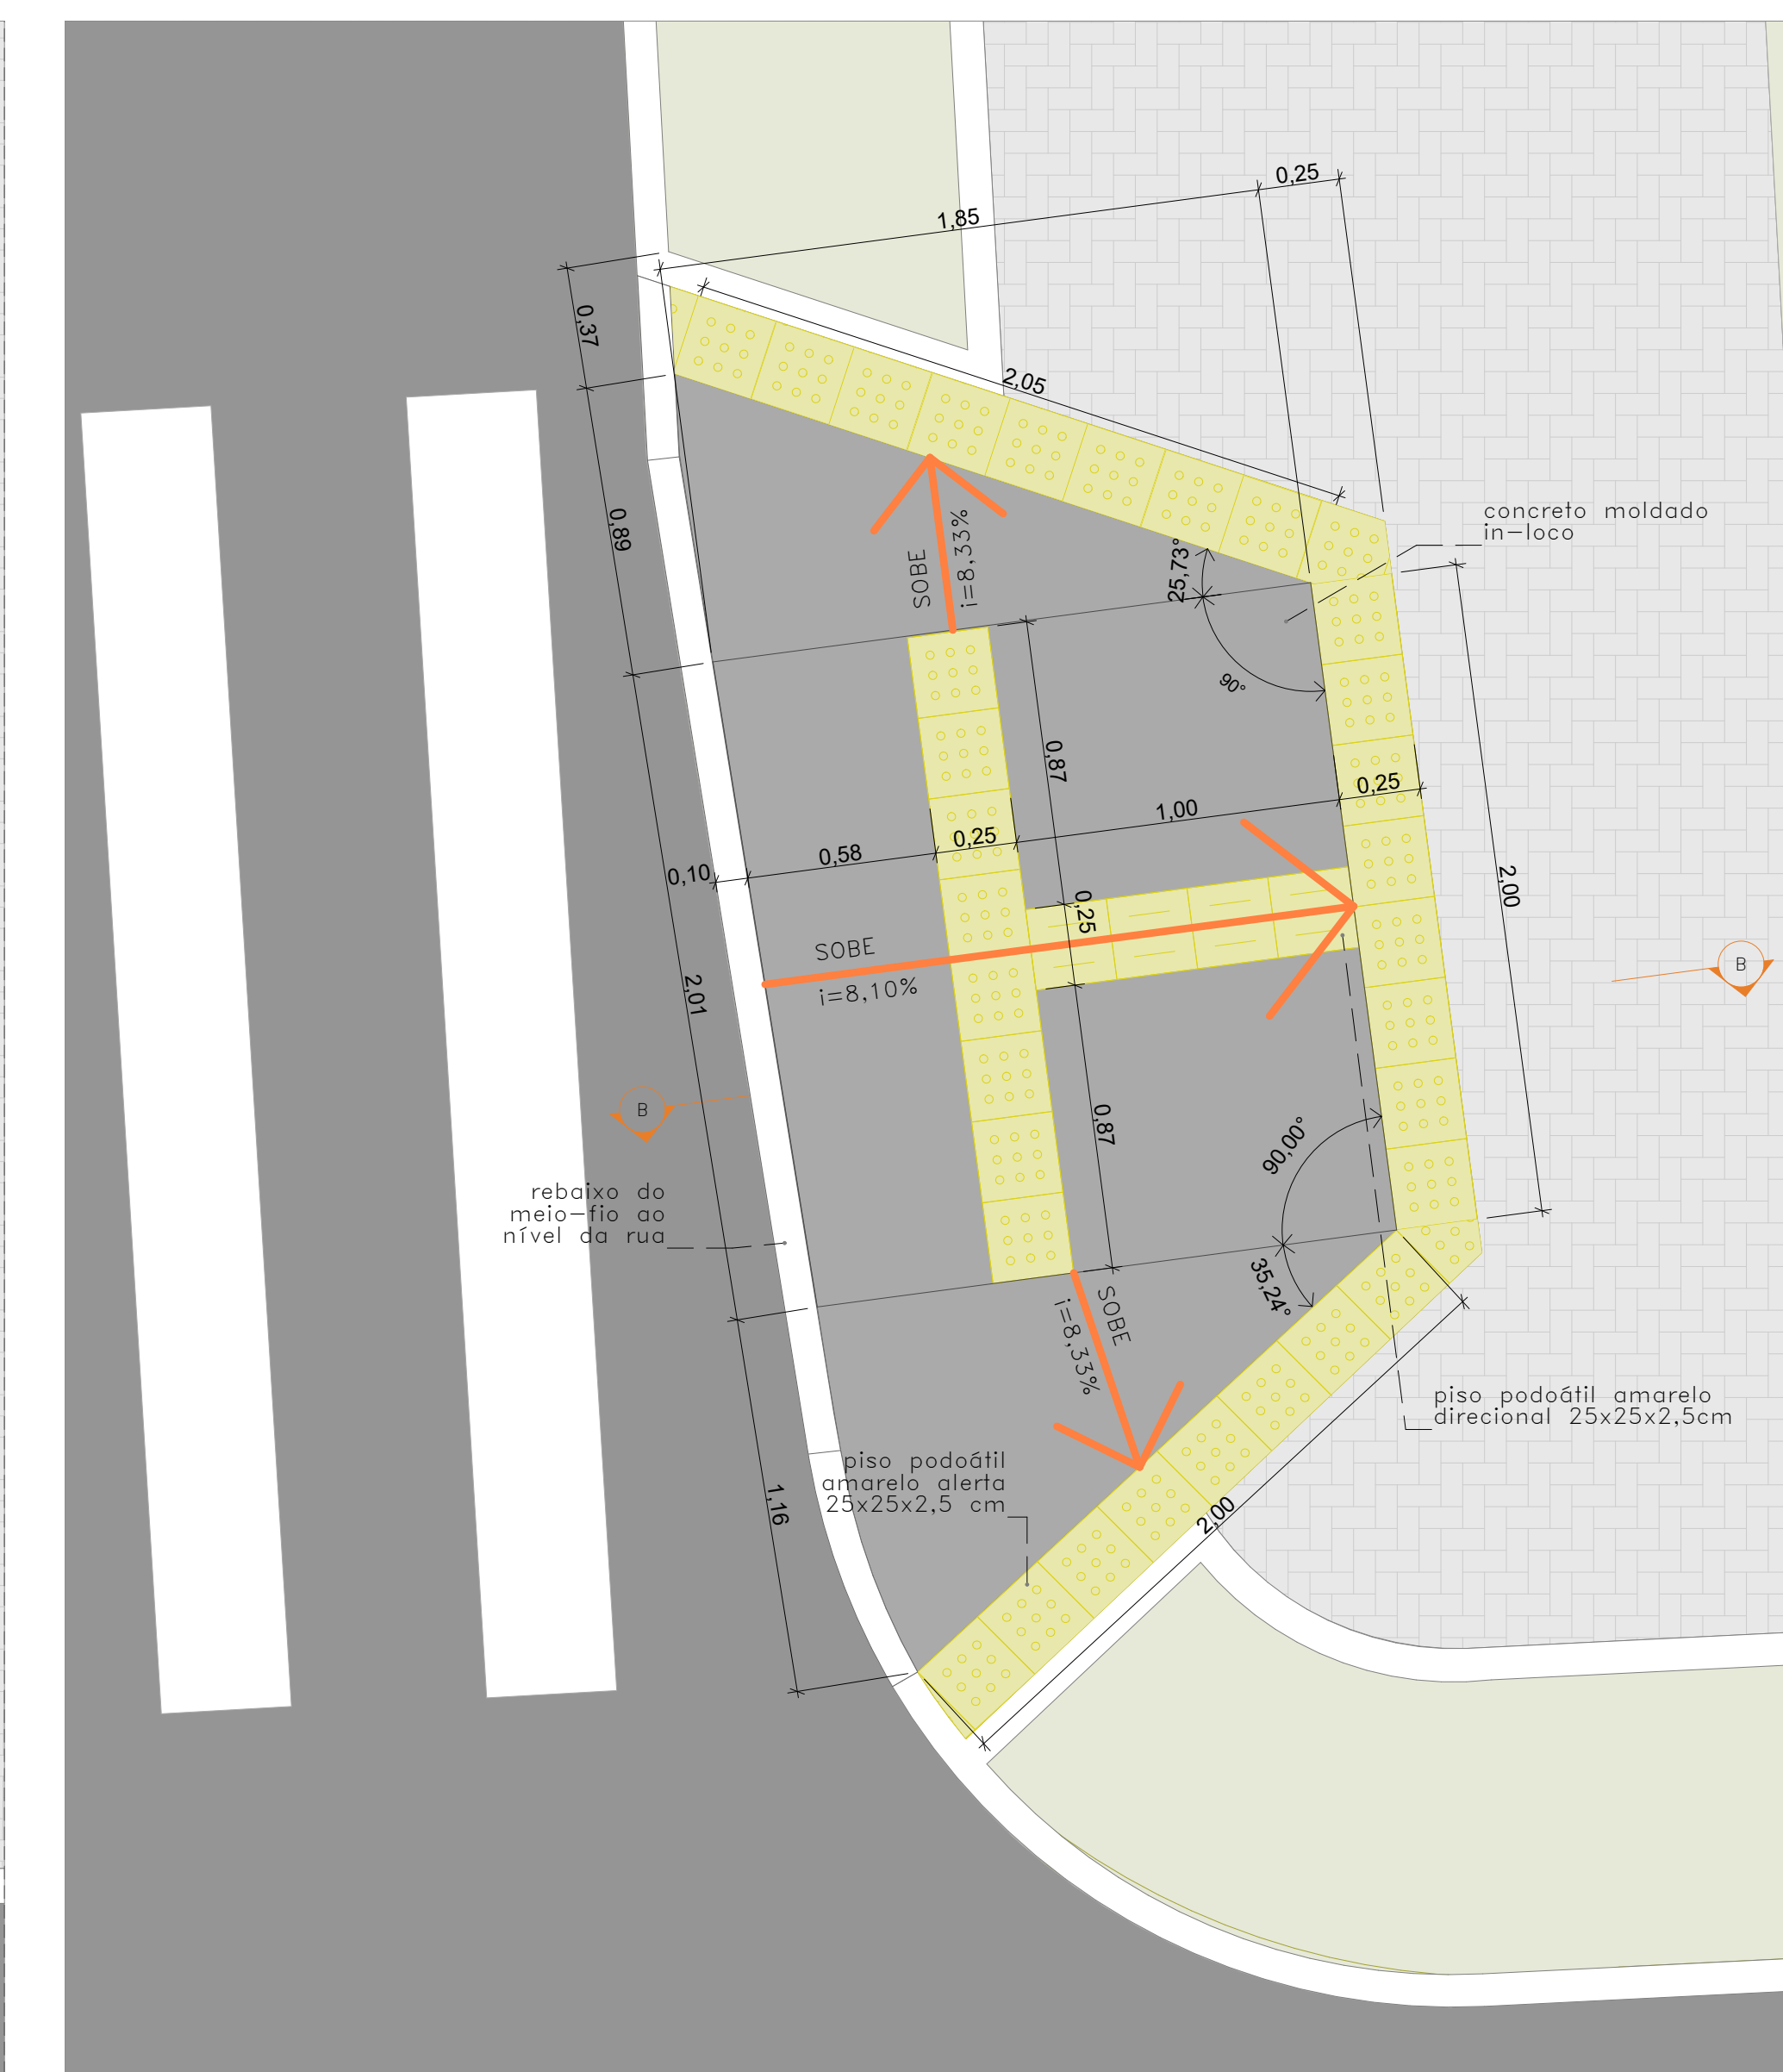 0,25
1,85
0,37
2,05
concreto moldado
in-loco
0,89
SOBE
i=8,33%
25,73°
90°
0,87
0,25
1,00
0,58
0,25
0,10
0,25
2,00
SOBE
i=8,10%
B
2,01
B
0,87
90,00°
rebaixo do
meio-fio ao
nível da rua
35,24°
SOBE
i=8,33%
piso podoátil amarelo
direcional 25x25x2,5cm
piso podoátil
amarelo alerta
25x25x2,5 cm
1,16
2,00